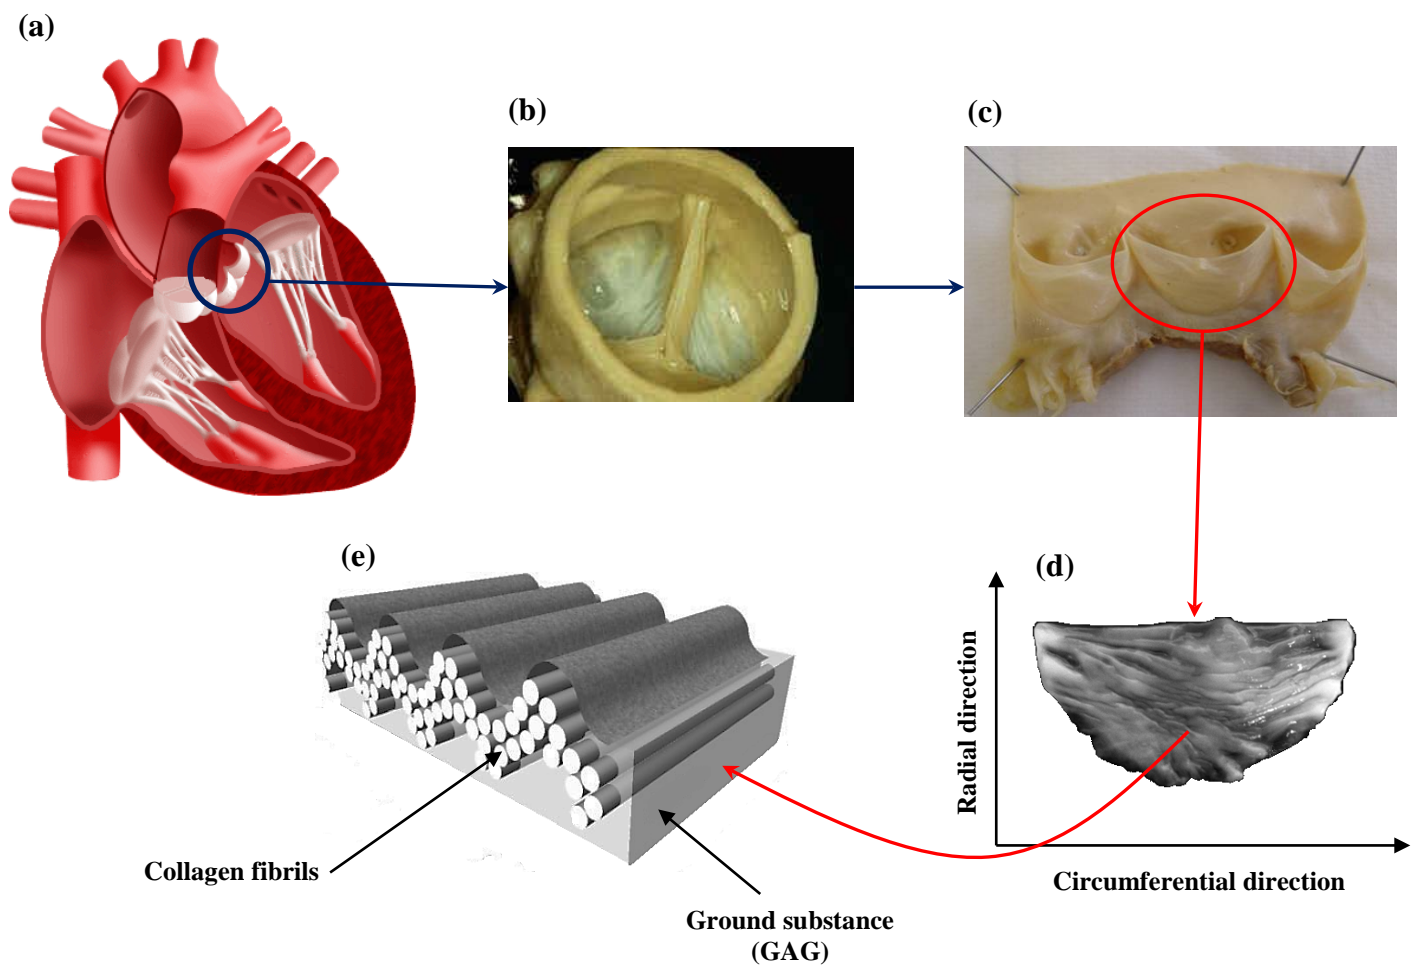 (a)
(b)
(c)
(d)
(e)
Radial direction
Circumferential direction
Collagen fibrils
Ground substance
(GAG)